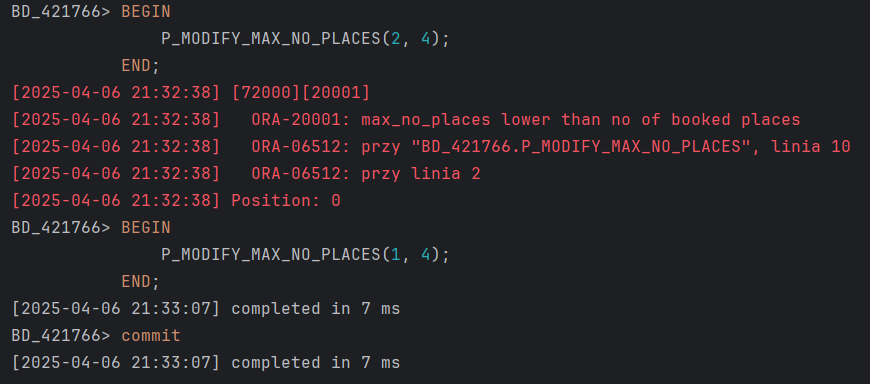 BD_421766> BEGIN
P_MODIFY_MAX_NO_PLACES(2, 4);
END;
[2025-04-06 21:32:38] [72000][20001]
[2025-04-06 21:32:38] ORA-20001: max_no_places lower than no of booked places
[2025-04-06 21:32:38] ORA-06512: przy "BD_421766.P_MODIFY_MAX_NO_PLACES", linia 10
[2025-04-06 21:32:38] ORA-06512: przy linia 2
[2025-04-06 21:32:38] Position: 0
BD_421766> BEGIN
P_MODIFY_MAX_NO_PLACES(1, 4);
END;
[2025-04-06 21:33:07] completed in 7 ms
BD_421766> commit
[2025-04-06 21:33:07] completed in 7 ms